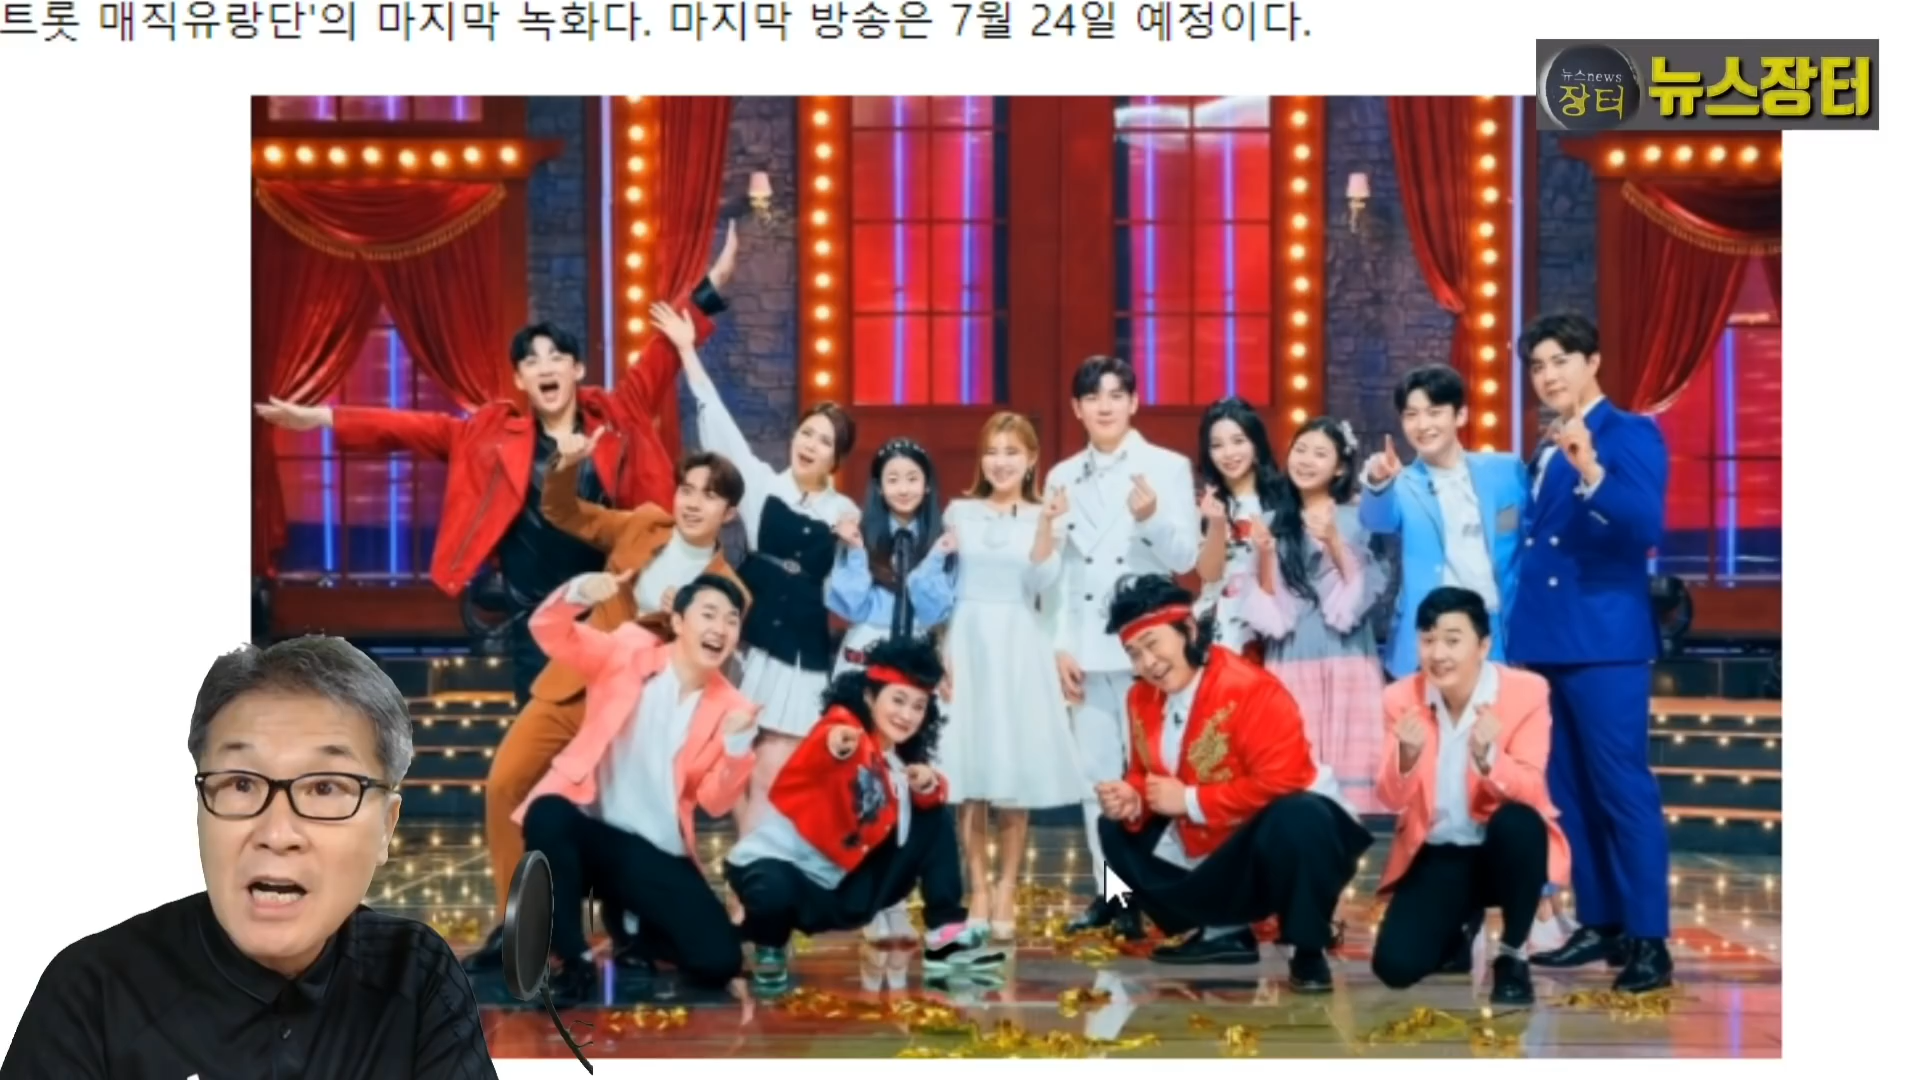 트롯 매직유랑단'의 마지막 녹화다. 마지막 방송은 7월 24일 예정이다.
뉴스news
장터
뉴스장터